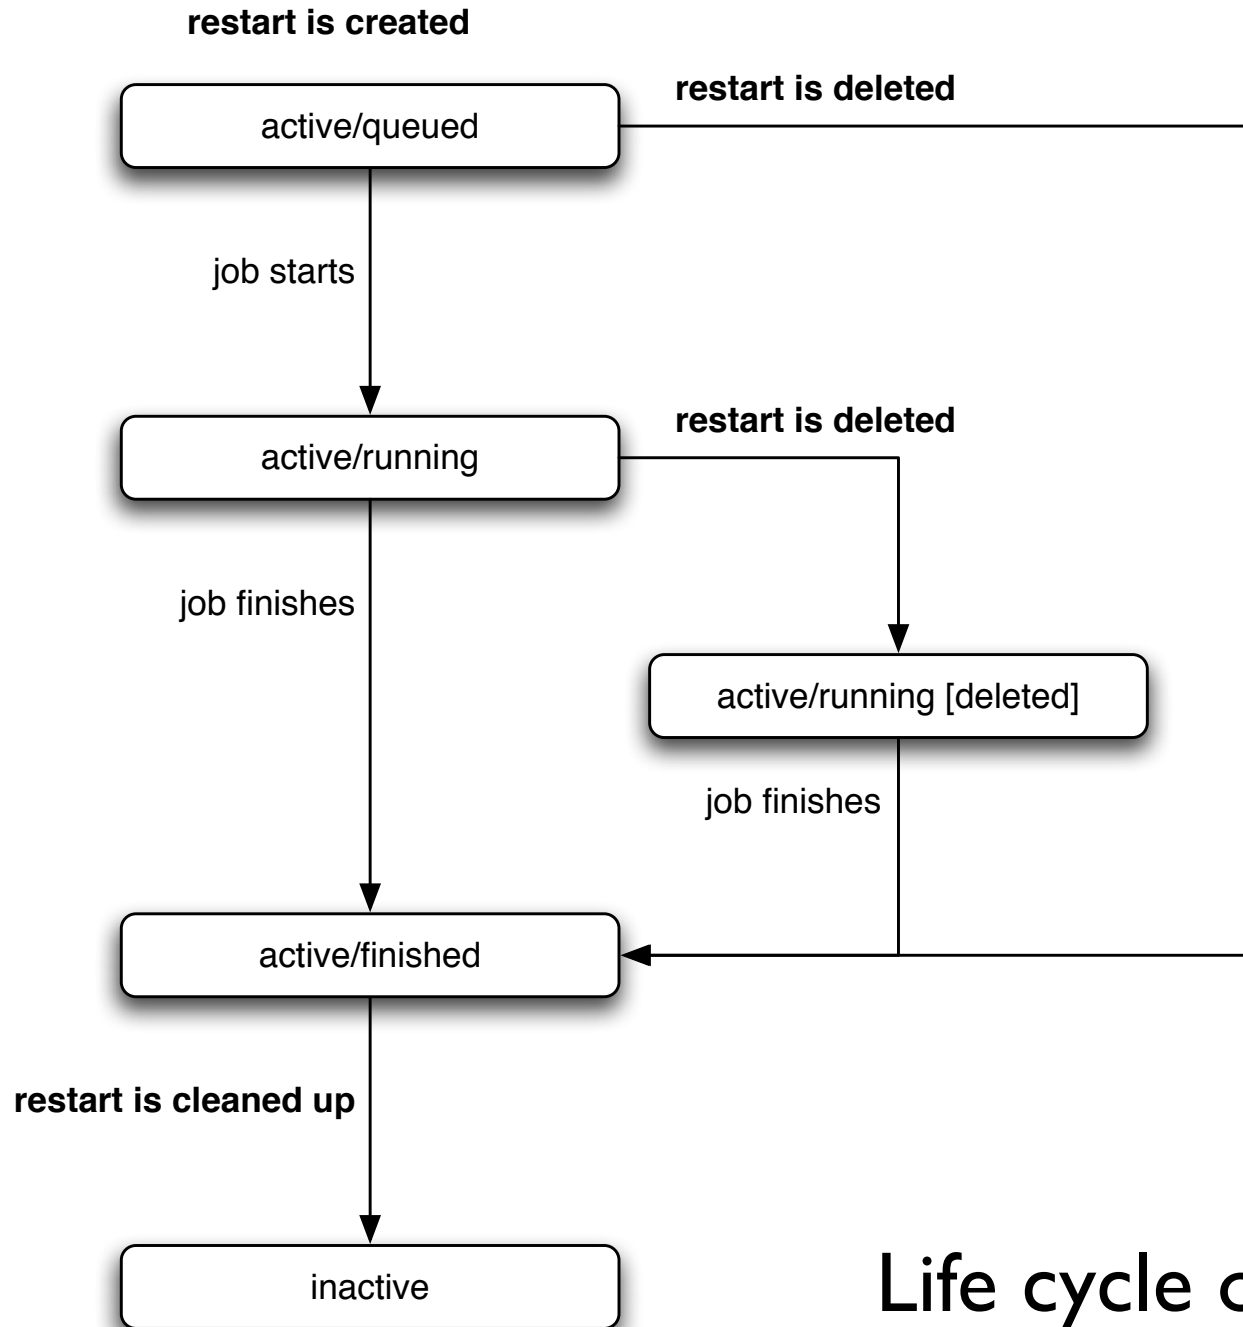 restart is created
restart is deleted
active/queued
job starts
restart is deleted
active/running
job finishes
active/running [deleted]
job finishes
active/finished
restart is cleaned up
inactive
Life cycle